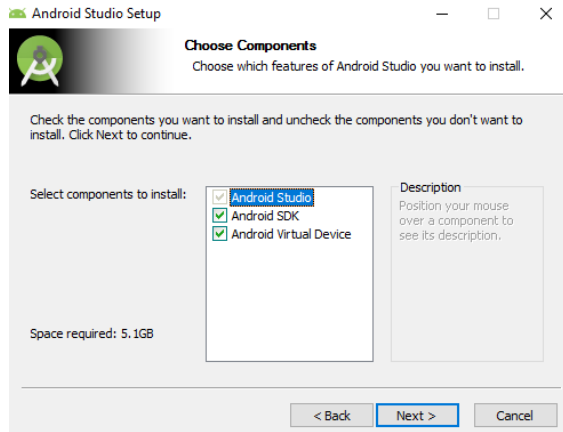 Android Studio Setup
Choose Components
Choose which features of Android Studio you want to install.
Check the components you want to install and uncheck the components you don't want to
install. Click Next to continue.
Select components to install:
Android Studio
Android SDK
Android Virtual Device
Description
Position your mouse
over a component to
see its description.
Space required: 5.1GB
< Back
Next >
Cancel